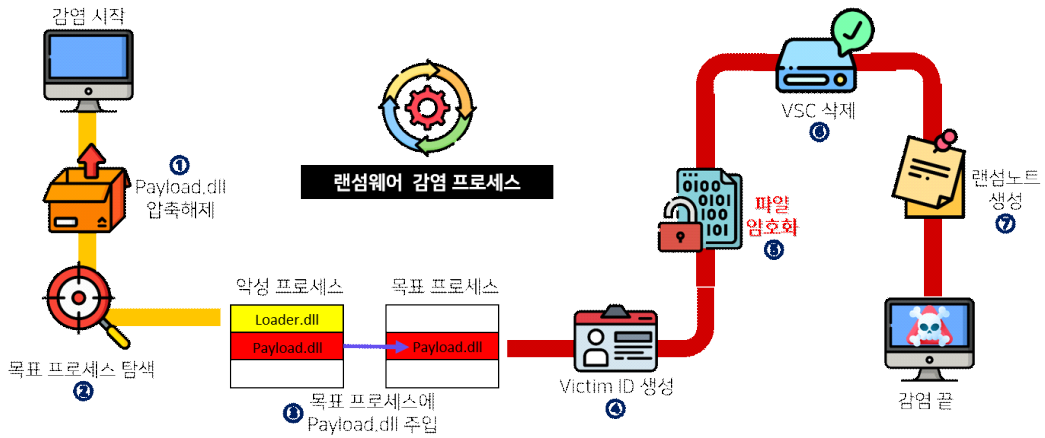 감염 시작
①
Payload.dll
압축해제
목표 프로세스 탐색
②
랜섬웨어 감염 프로세스
악성 프로세스
목표 프로세스
Loader.dll
Payload.dll
Payload.dll
③ 목표 프로세스에
Payload.dll 주입
Victim ID 생성
④
0100
0101
100
0101
파일
암호화
⑤
VSC 삭제
⑥
랜섬노트
생성
⑦
감염 끝